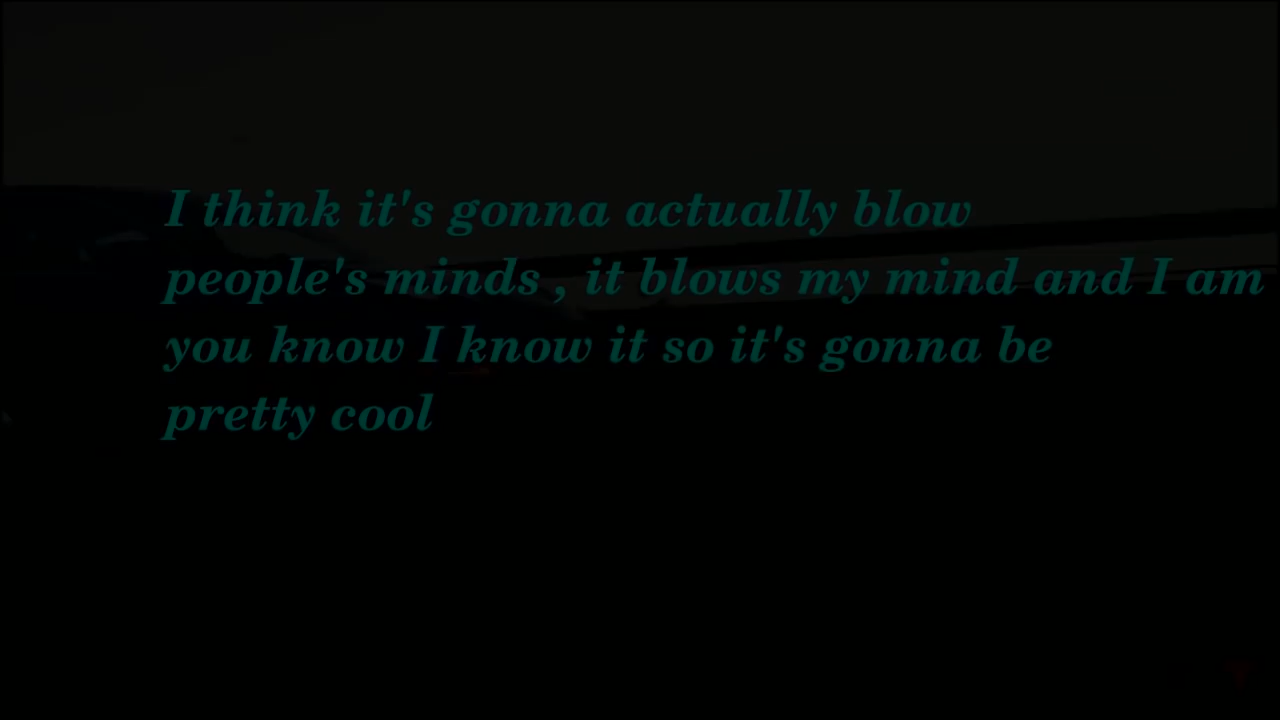 I think it's gonna actually blow
people's minds , it blows my mind and I am
you know I know it so it's gonna be
pretty cool